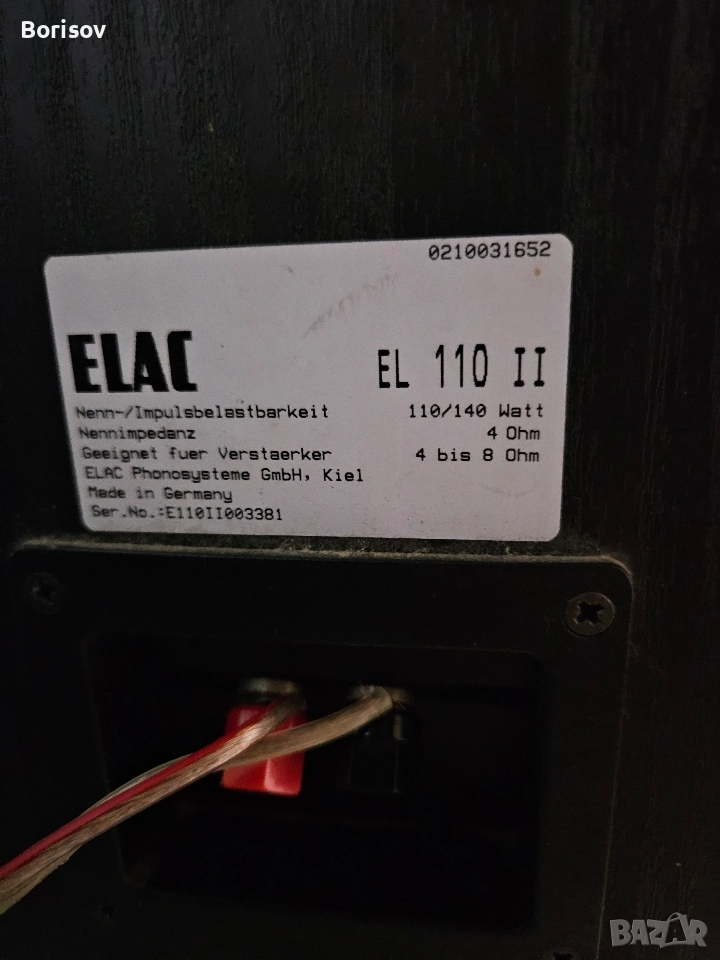 Borisov
0210031652
ELAC EL 110 II
Nenn-/Impulsbelastbarkeit 110/140 Watt
Nennimpedanz 4 Ohm
Geeignet fuer Verstaerker 4 bis 8 Ohm
ELAC Phonosysteme GmbH, Kiel
Made in Germany
Ser.No.:E110II003381
BAZAR